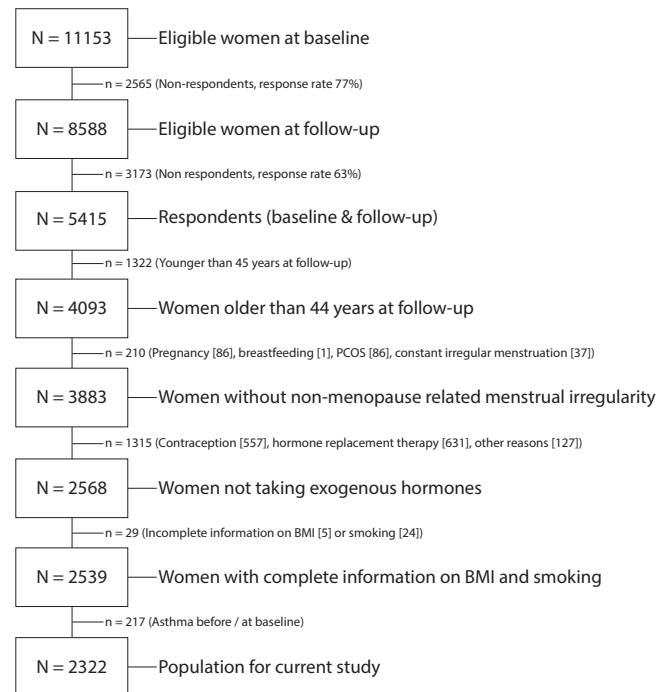 N = 11153 Eligible women at baseline
n = 2565 (Non-respondents, response rate 77%)
N = 8588 Eligible women at follow-up
n = 3173 (Non respondents, response rate 63%)
N = 5415 Respondents (baseline & follow-up)
n = 1322 (Younger than 45 years at follow-up)
N = 4093 Women older than 44 years at follow-up
n = 210 (Pregnancy [86], breastfeeding [1], PCOS [86], constant irregular menstruation [37])
N = 3883 Women without non-menopause related menstrual irregularity
n = 1315 (Contraception [557], hormone replacement therapy [631], other reasons [127])
N = 2568 Women not taking exogenous hormones
n = 29 (Incomplete information on BMI [5] or smoking [24])
N = 2539 Women with complete information on BMI and smoking
n = 217 (Asthma before / at baseline)
N = 2322 Population for current study